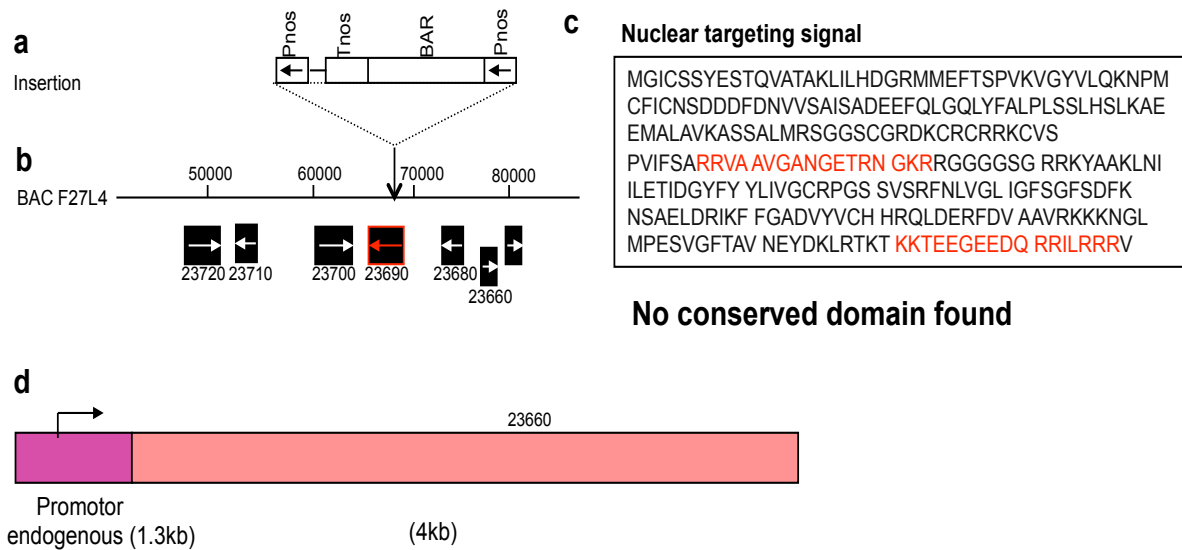 a
Insertion
Pnos
Tnos
BAR
Pnos
b
BAC F27L4
50000 60000 70000 80000
23720 23710 23700 23690 23680 23660
c
Nuclear targeting signal
MGICSSYESTQVATAKLILHDGRMMEFTSPVKVGYVLQKNPM
CFICNSDDDFDNVVSAISADEEFQLGQLYFALPLSSLHSLKAE
EMALAVKASSALMRSGGSCGRDKCRCRRKCVS
PVIFSARRVA AVGANGETRN GKRRGGGGSG RRKYAAKLNI
ILETIDGYFY YLIVGCRPGS SVSRFNLVGL IGFSGFSDFK
NSAELDRIKF FGADVYVCH HRQLDERFDV AAVRKKKNGL
MPESVGFTAV NEYDKLRTKT KKTEEGEEDQ RRILRRRV
No conserved domain found
d
23660
Promotor
endogenous (1.3kb)
(4kb)